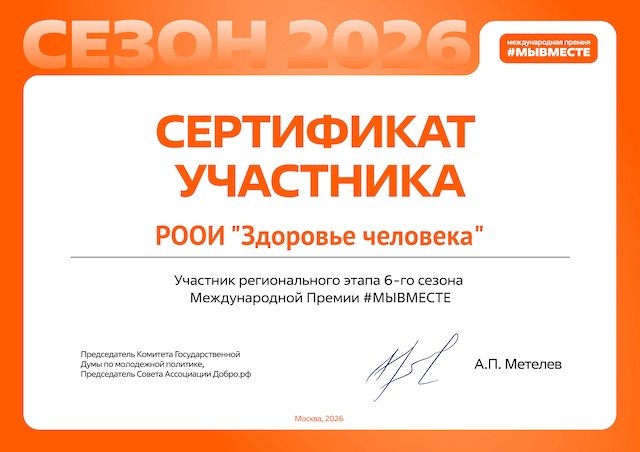 СЕЗОН 2026
международная премия
#МЫВМЕСТЕ
СЕРТИФИКАТ
УЧАСТНИКА
РООИ "Здоровье человека"
Участник регионального этапа 6-го сезона
Международной Премии #МЫВМЕСТЕ
Председатель Комитета Государственной
Думы по молодежной политике,
Председатель Совета Ассоциации Добро.рф
А.П. Метелев
Москва, 2026